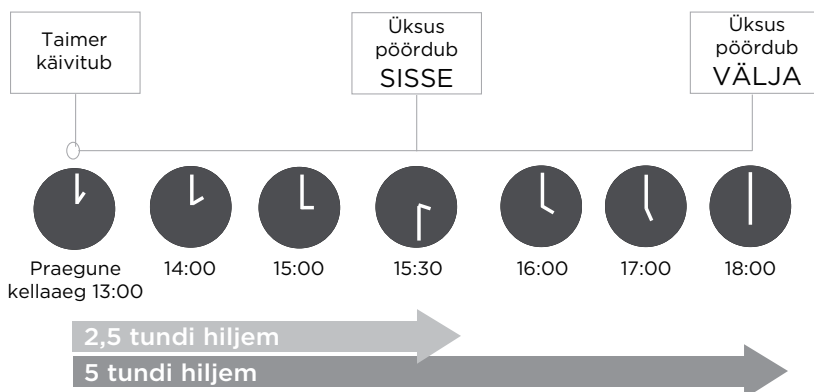 Taimer
käivitub
Üksus
pöördub
SISSE
Üksus
pöördub
VÄLJA
Praegune
kellaaeg 13:00
14:00
15:00
15:30
16:00
17:00
18:00
2,5 tundi hiljem
5 tundi hiljem